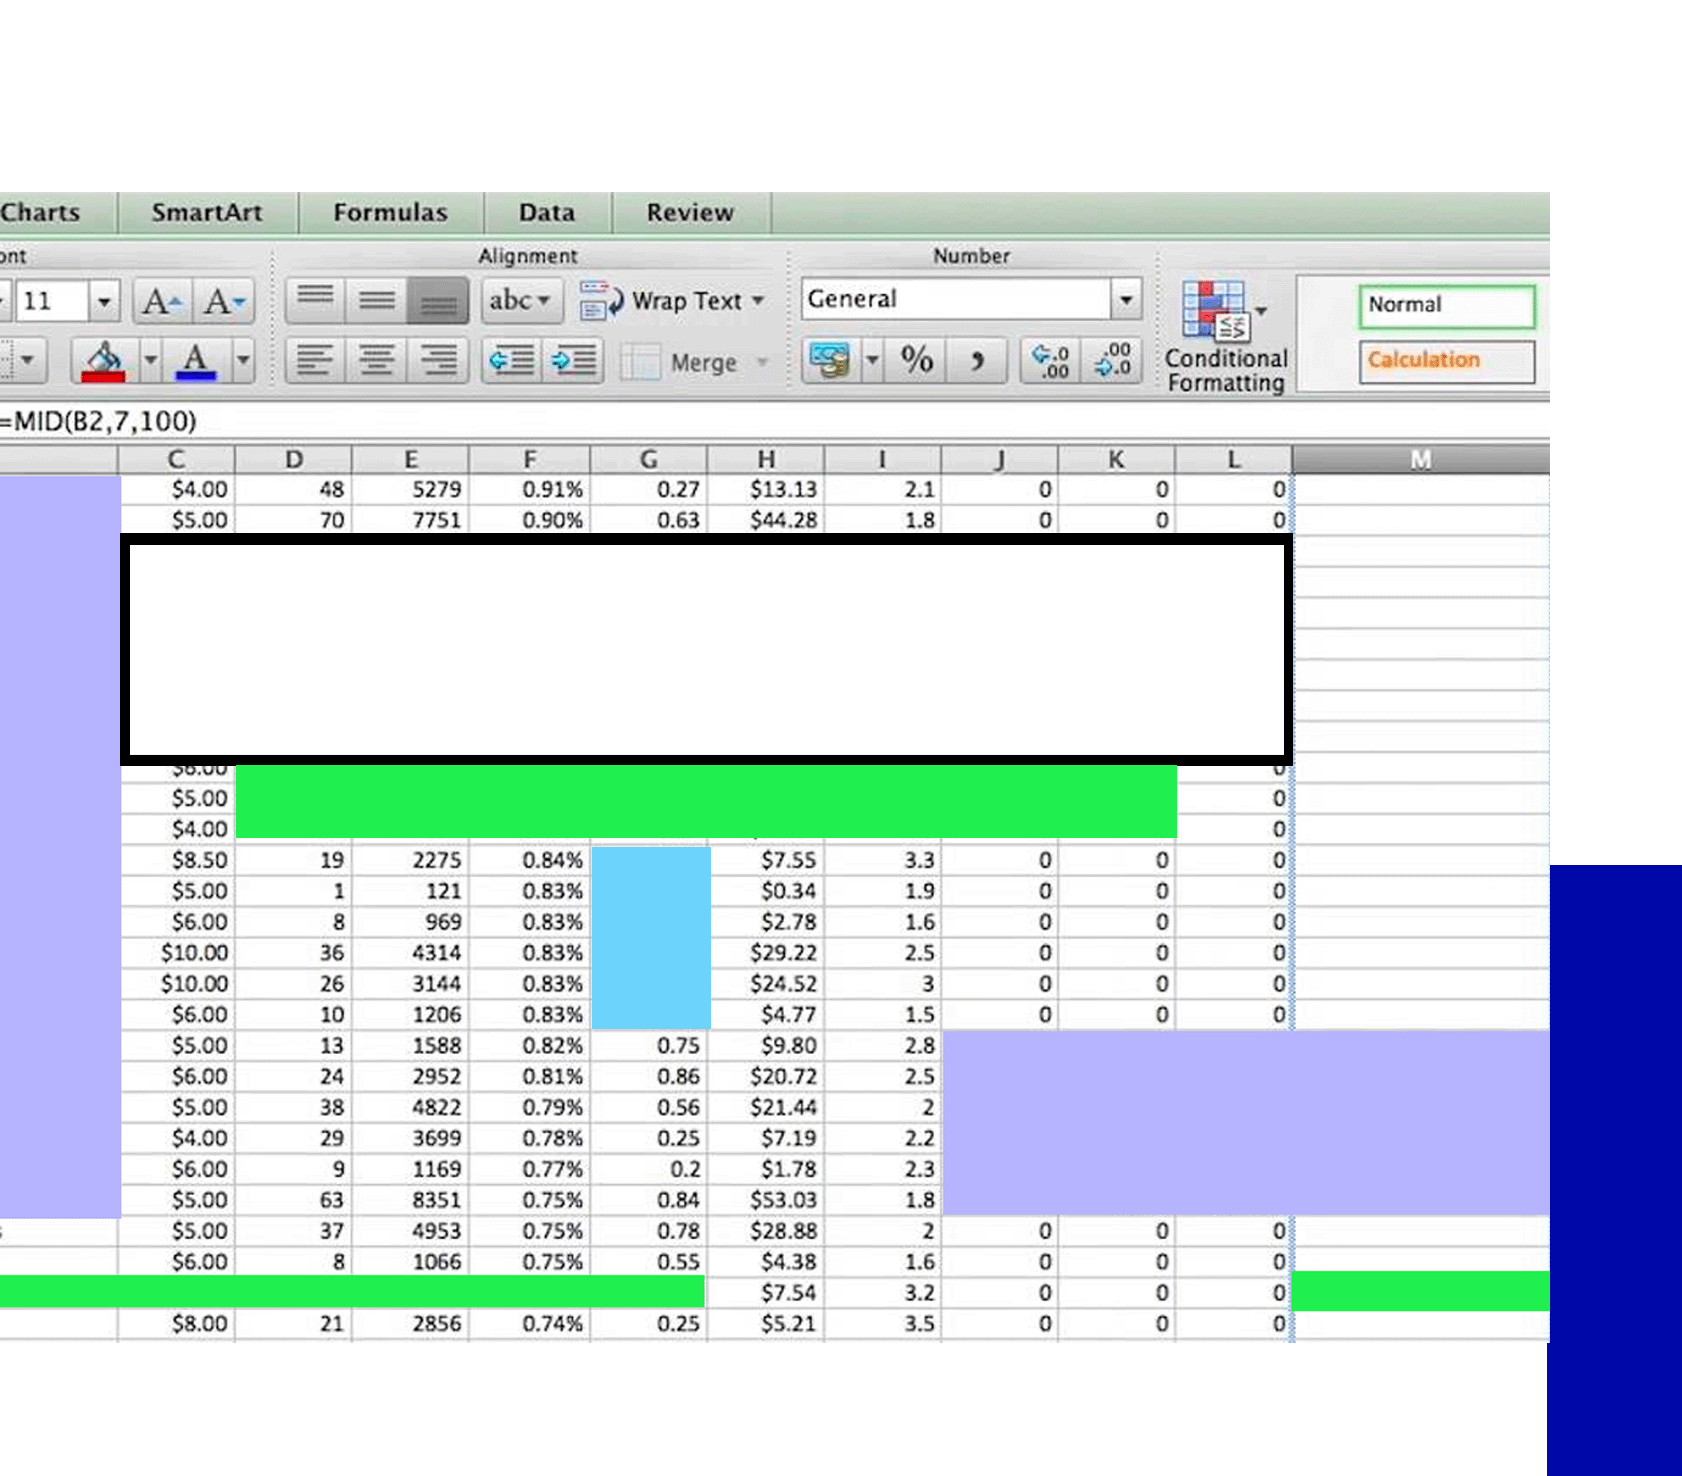 Charts SmartArt Formulas Data Review
ont Alignment Number
11 A A abc Wrap Text General Normal
A Merge % , .0 .00 .00 .0 Conditional Formatting Calculation
=MID(B2,7,100)
C D E F G H I J K L M
$4.00 48 5279 0.91% 0.27 $13.13 2.1 0 0 0
$5.00 70 7751 0.90% 0.63 $44.28 1.8 0 0 0
$6.00 0
$5.00 0
$4.00 0
$8.50 19 2275 0.84% $7.55 3.3 0 0 0
$5.00 1 121 0.83% $0.34 1.9 0 0 0
$6.00 8 969 0.83% $2.78 1.6 0 0 0
$10.00 36 4314 0.83% $29.22 2.5 0 0 0
$10.00 26 3144 0.83% $24.52 3 0 0 0
$6.00 10 1206 0.83% $4.77 1.5 0 0 0
$5.00 13 1588 0.82% 0.75 $9.80 2.8
$6.00 24 2952 0.81% 0.86 $20.72 2.5
$5.00 38 4822 0.79% 0.56 $21.44 2
$4.00 29 3699 0.78% 0.25 $7.19 2.2
$6.00 9 1169 0.77% 0.2 $1.78 2.3
$5.00 63 8351 0.75% 0.84 $53.03 1.8
$5.00 37 4953 0.75% 0.78 $28.88 2 0 0 0
$6.00 8 1066 0.75% 0.55 $4.38 1.6 0 0 0
$7.54 3.2 0 0 0
$8.00 21 2856 0.74% 0.25 $5.21 3.5 0 0 0